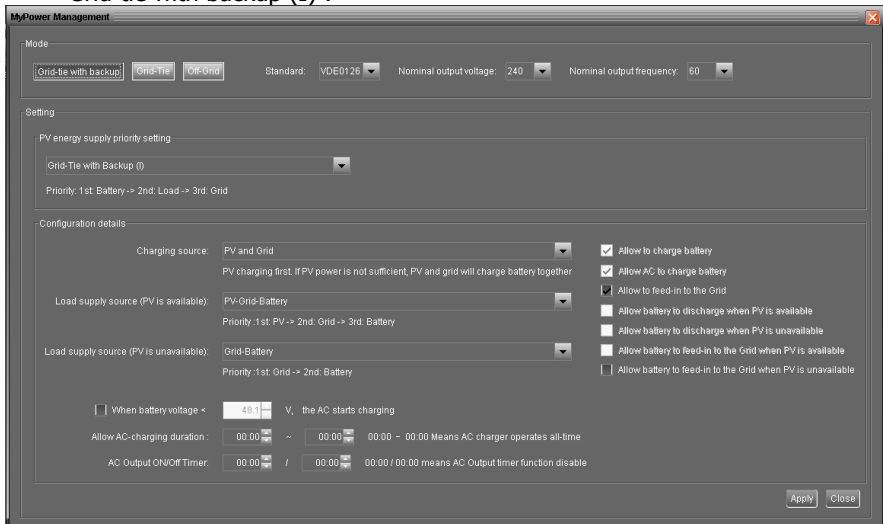 Grid-tie with backup (I) :
MyPower Management
Mode
Grid-tie with backup Grid-Tie Off-Grid Standard: VDE0126 Nominal output voltage: 240 Nominal output frequency: 60
Setting
PV energy supply priority setting
Grid-Tie with Backup (I)
Priority: 1st: Battery -> 2nd: Load -> 3rd: Grid
Configuration details
Charging source: PV and Grid
PV charging first. If PV power is not sufficient, PV and grid will charge battery together
Load supply source (PV is available): PV-Grid-Battery
Priority :1st: PV -> 2nd: Grid -> 3rd: Battery
Load supply source (PV is unavailable): Grid-Battery
Priority :1st: Grid -> 2nd: Battery
Allow to charge battery
Allow AC to charge battery
Allow to feed-in to the Grid
Allow battery to discharge when PV is available
Allow battery to discharge when PV is unavailable
Allow battery to feed-in to the Grid when PV is available
Allow battery to feed-in to the Grid when PV is unavailable
When battery voltage < 48.1 V, the AC starts charging
Allow AC-charging duration : 00:00 ~ 00:00 00:00 - 00:00 Means AC charger operates all-time
AC Output ON/Off Timer: 00:00 / 00:00 00:00 / 00:00 means AC Output timer function disable
Apply Close